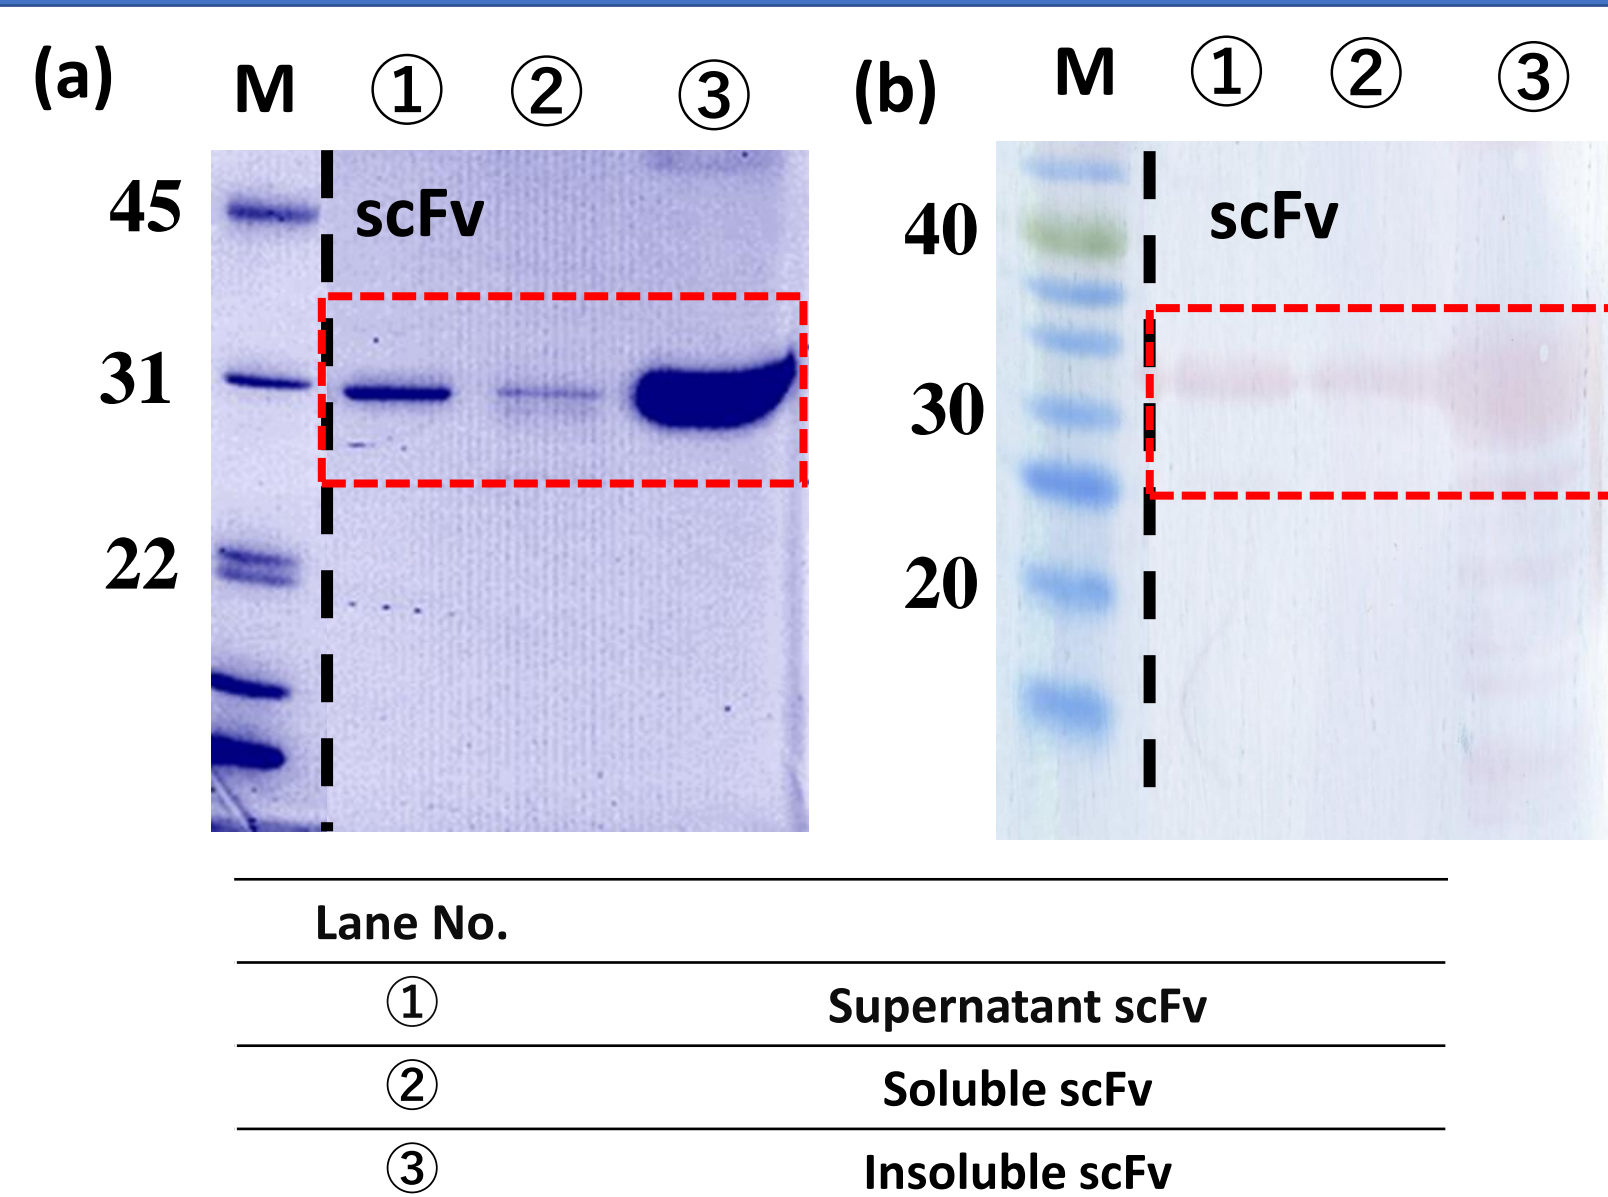 (a) M ① ② ③
scFv
45
31
22
(b) M ① ② ③
scFv
40
30
20
Lane No.
① Supernatant scFv
② Soluble scFv
③ Insoluble scFv